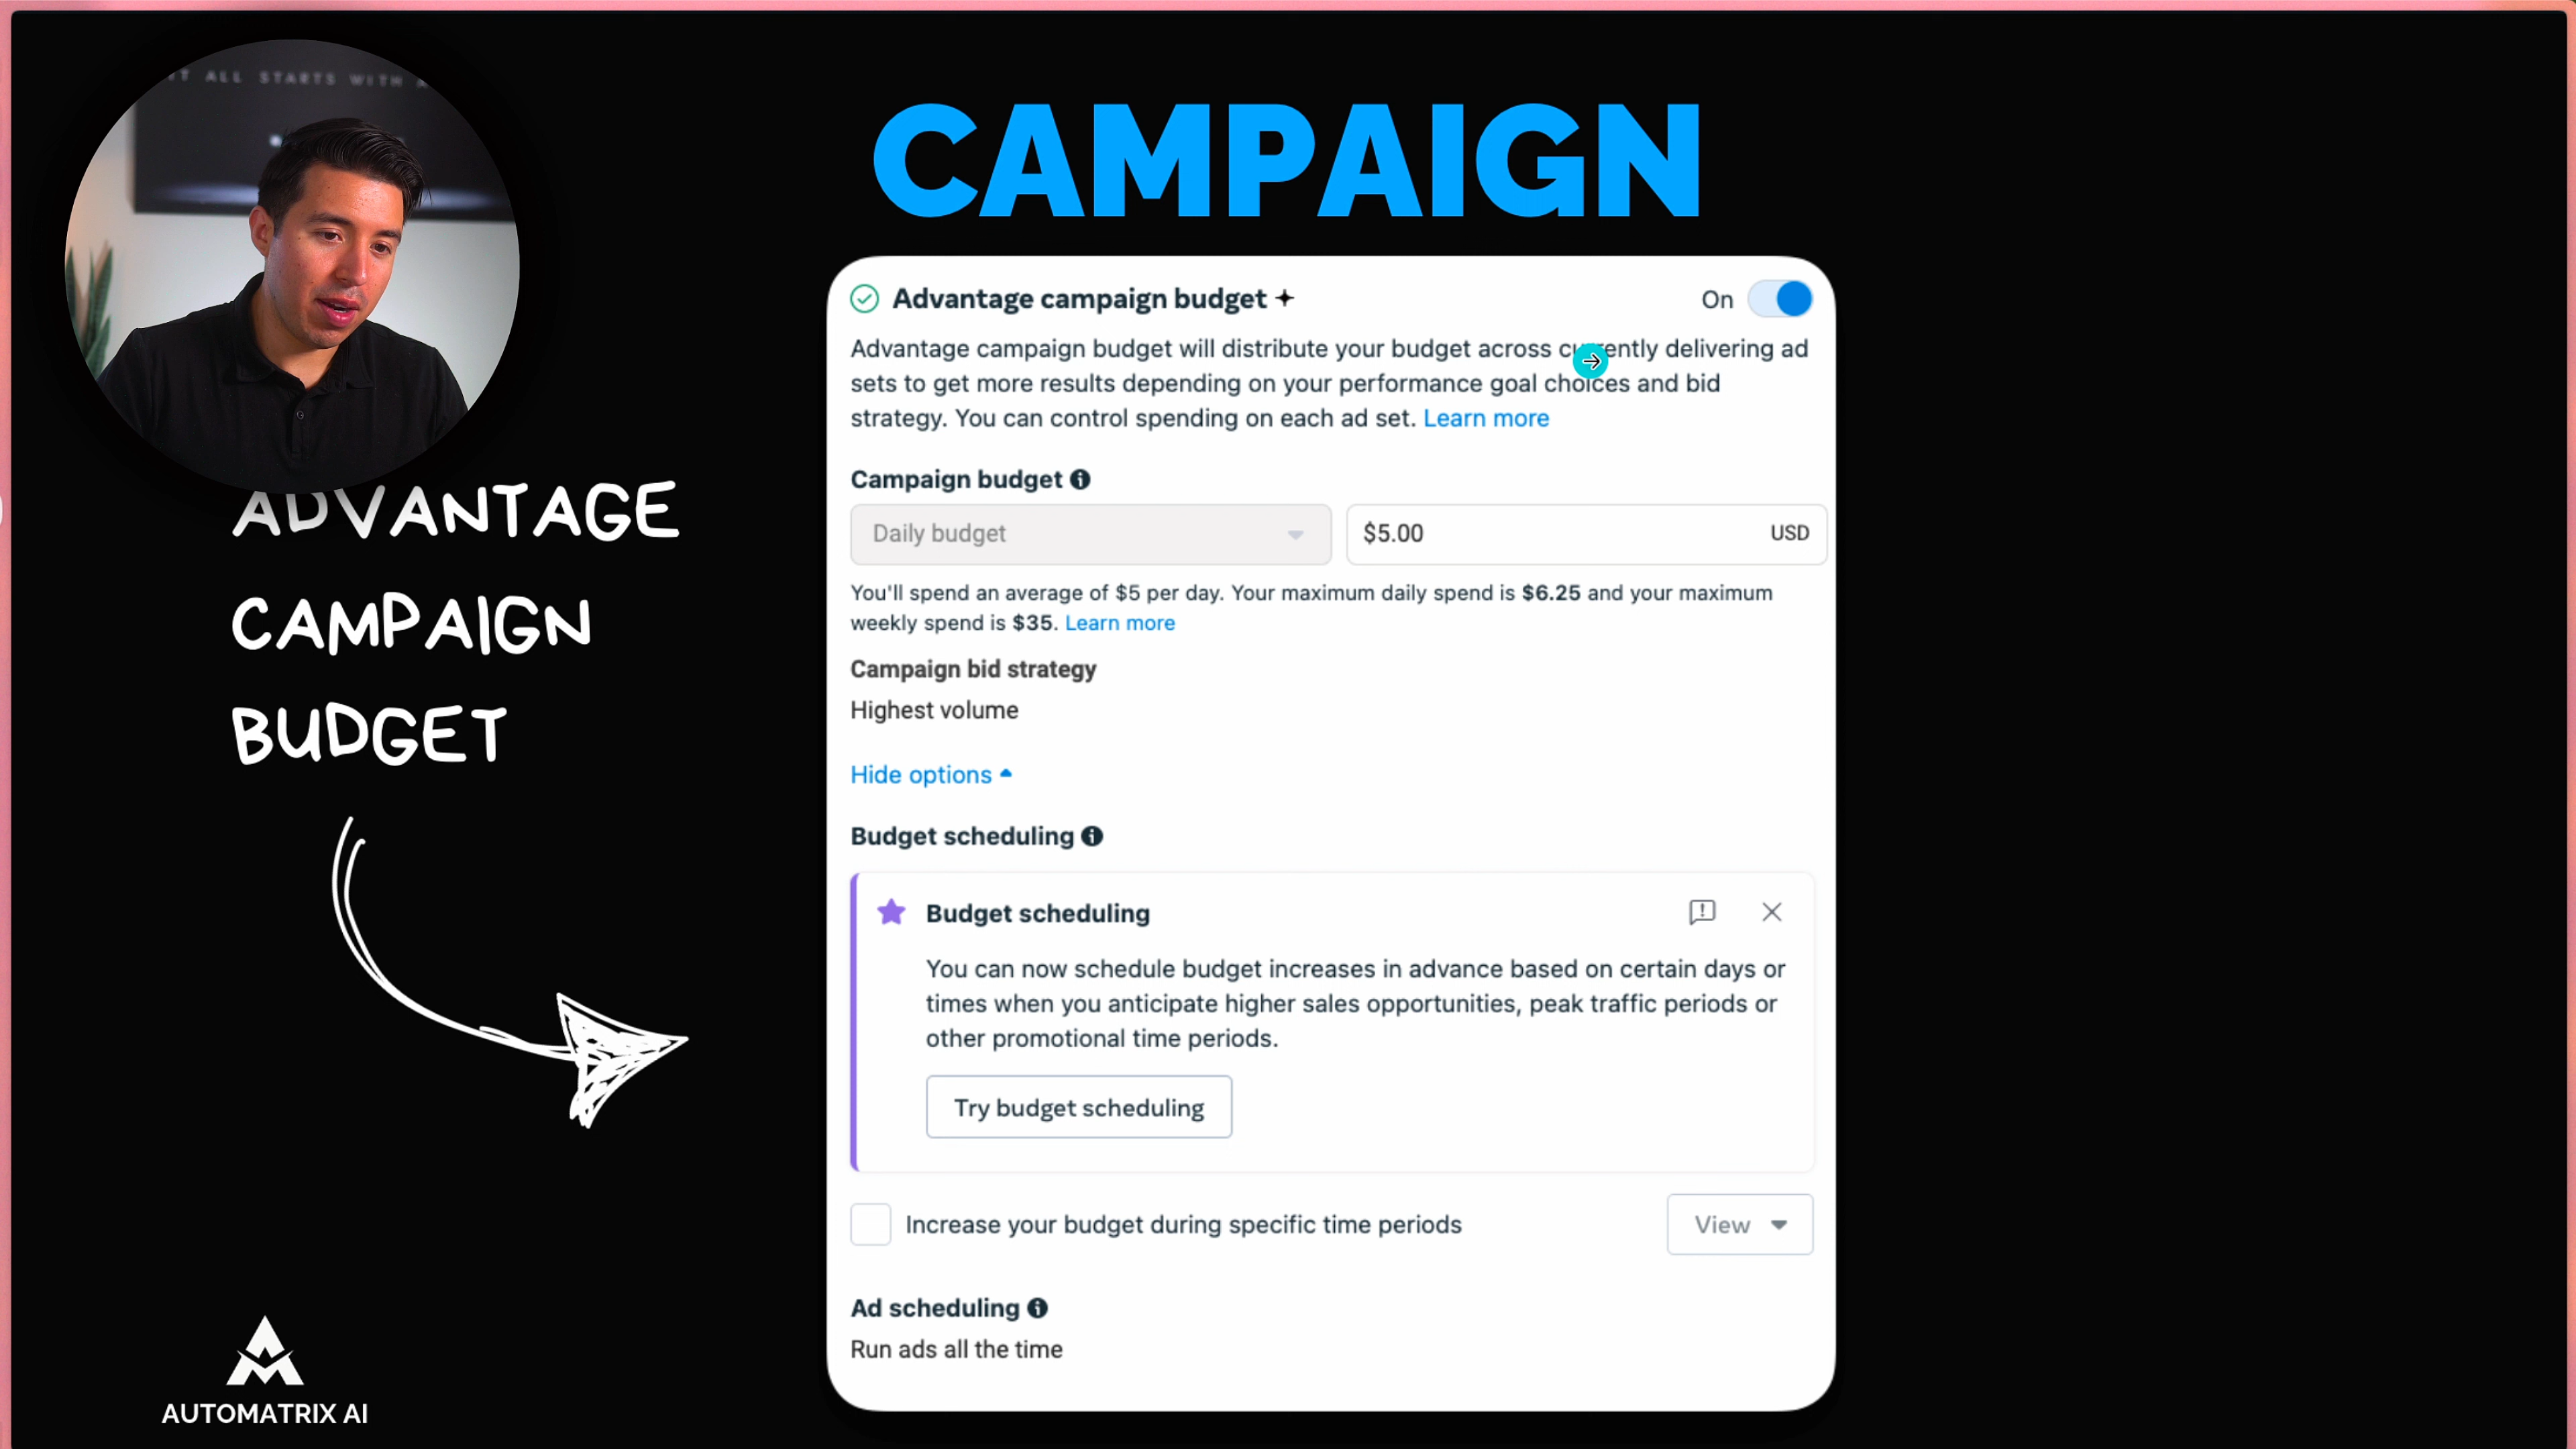 IT ALL STARTS WITH A
CAMPAIGN
ADVANTAGE
CAMPAIGN
BUDGET
Advantage campaign budget
On
Advantage campaign budget will distribute your budget across currently delivering ad
sets to get more results depending on your performance goal choices and bid
strategy. You can control spending on each ad set. Learn more
Campaign budget
Daily budget
$5.00
USD
You'll spend an average of $5 per day. Your maximum daily spend is $6.25 and your maximum
weekly spend is $35. Learn more
Campaign bid strategy
Highest volume
Hide options
Budget scheduling
Budget scheduling
You can now schedule budget increases in advance based on certain days or
times when you anticipate higher sales opportunities, peak traffic periods or
other promotional time periods.
Try budget scheduling
Increase your budget during specific time periods
View
Ad scheduling
Run ads all the time
AUTOMATRIX AI